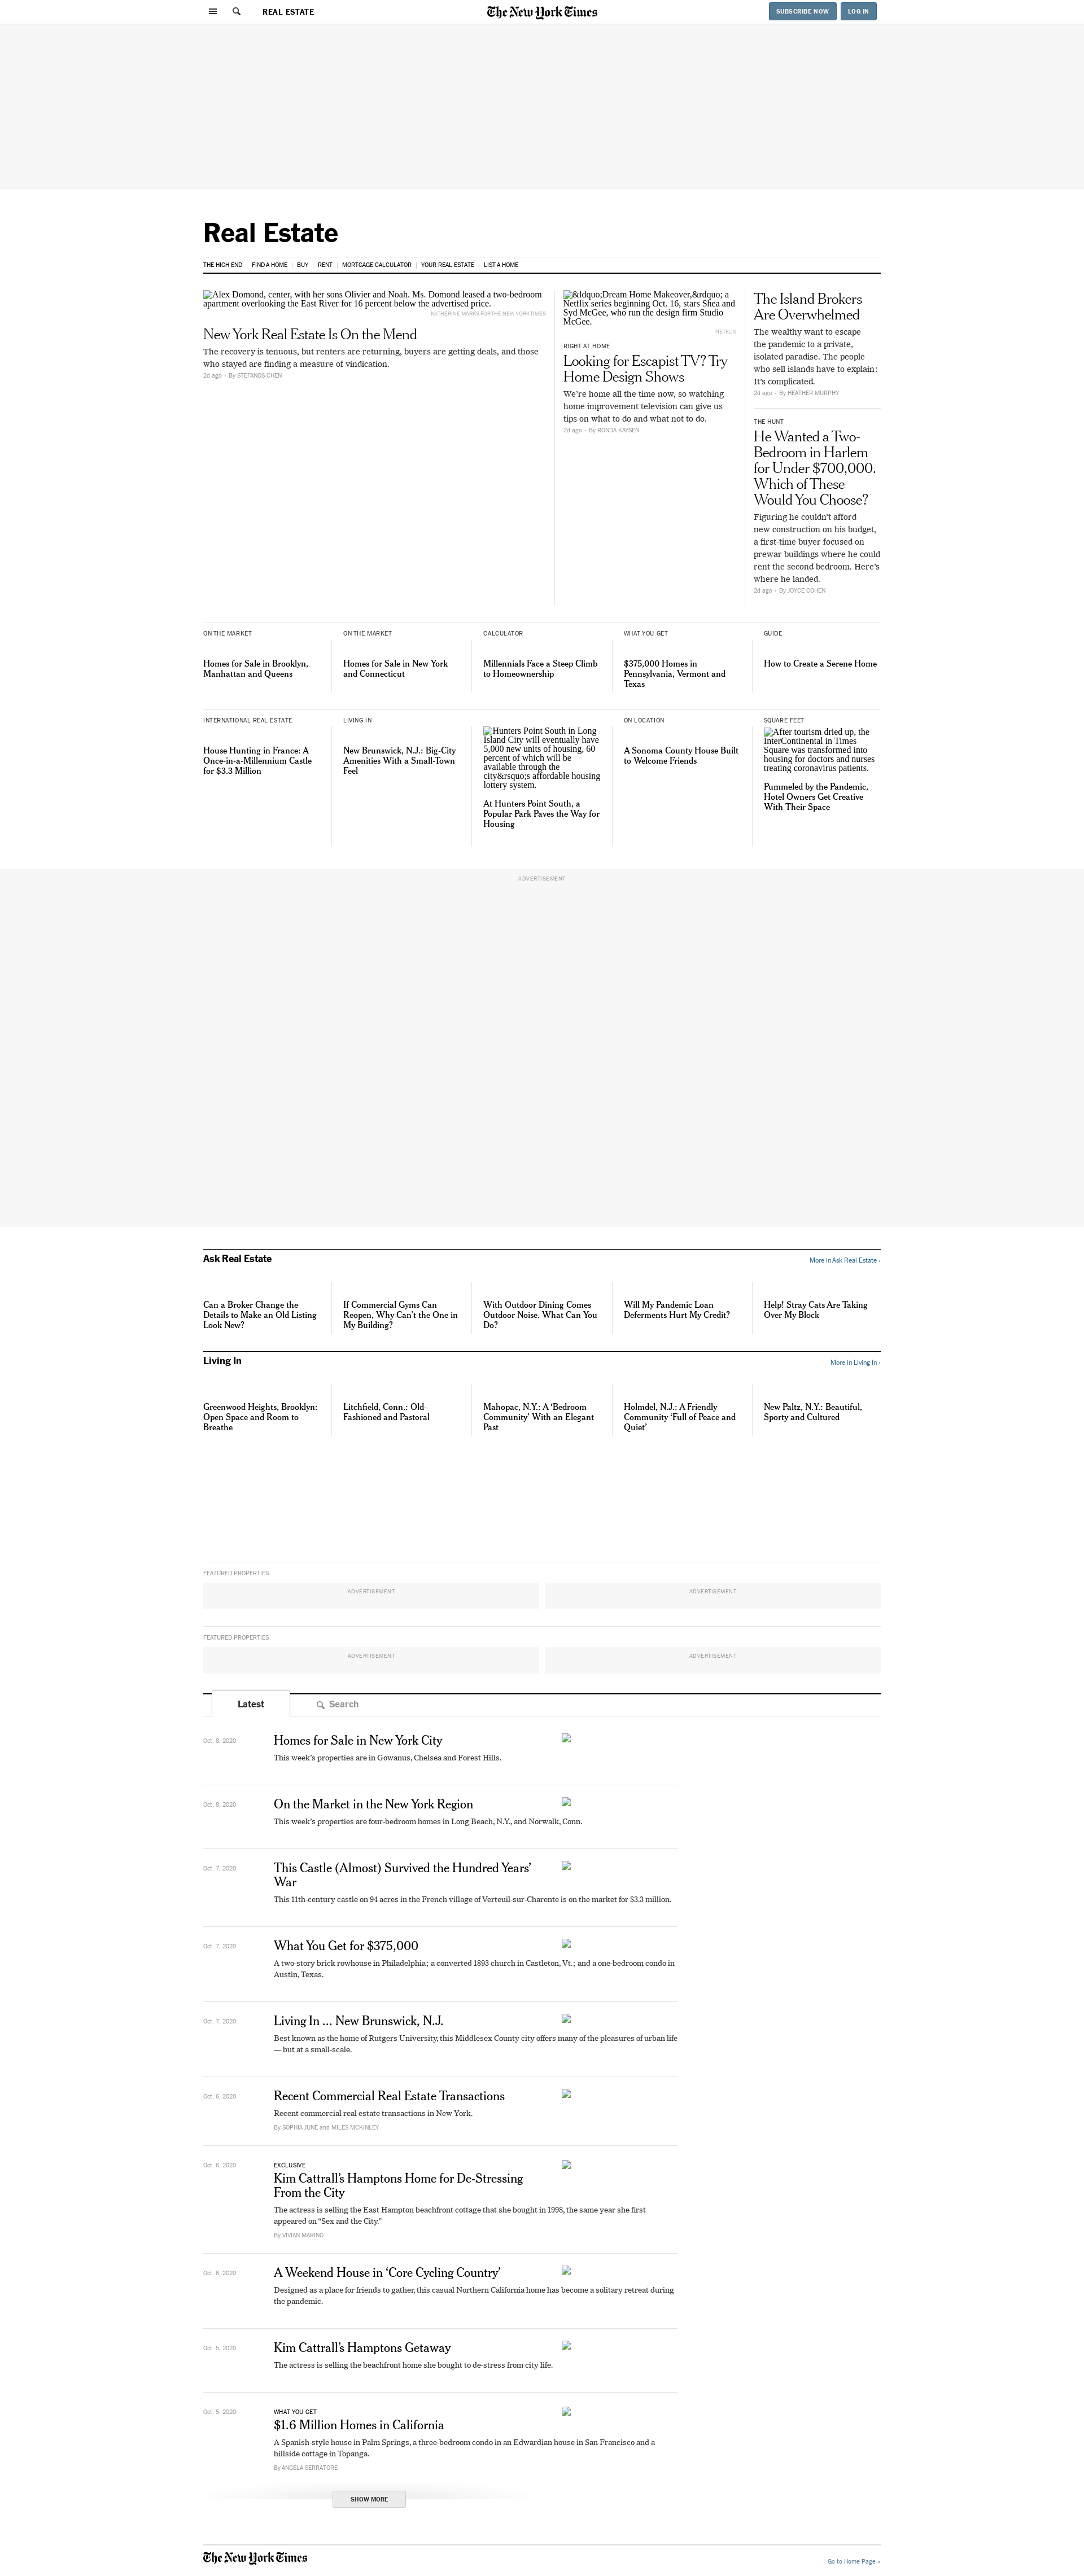 REAL ESTATE
The New York Times
SUBSCRIBE NOW
LOG IN
Real Estate
THE HIGH END
FIND A HOME
BUY
RENT
MORTGAGE CALCULATOR
YOUR REAL ESTATE
LIST A HOME
Alex Domond, center, with her sons Olivier and Noah. Ms. Domond leased a two-bedroom
apartment overlooking the East River for 16 percent below the advertised price.
KATHERINE MARKS FOR THE NEW YORK TIMES
New York Real Estate Is On the Mend
The recovery is tenuous, but renters are returning, buyers are getting deals, and those
who stayed are finding a measure of vindication.
2d ago • By STEFANOS CHEN
&ldquo;Dream Home Makeover,&rdquo; a
Netflix series beginning Oct. 16, stars Shea and
Syd McGee, who run the design firm Studio
McGee.
NETFLIX
RIGHT AT HOME
Looking for Escapist TV? Try
Home Design Shows
We’re home all the time now, so watching
home improvement television can give us
tips on what to do and what not to do.
2d ago • By RONDA KAYSEN
The Island Brokers
Are Overwhelmed
The wealthy want to escape
the pandemic to a private,
isolated paradise. The people
who sell islands have to explain:
It’s complicated.
2d ago • By HEATHER MURPHY
THE HUNT
He Wanted a Two-
Bedroom in Harlem
for Under $700,000.
Which of These
Would You Choose?
Figuring he couldn’t afford
new construction on his budget,
a first-time buyer focused on
prewar buildings where he could
rent the second bedroom. Here’s
where he landed.
2d ago • By JOYCE COHEN
ON THE MARKET
Homes for Sale in Brooklyn,
Manhattan and Queens
ON THE MARKET
Homes for Sale in New York
and Connecticut
CALCULATOR
Millennials Face a Steep Climb
to Homeownership
WHAT YOU GET
$375,000 Homes in
Pennsylvania, Vermont and
Texas
GUIDE
How to Create a Serene Home
INTERNATIONAL REAL ESTATE
House Hunting in France: A
Once-in-a-Millennium Castle
for $3.3 Million
LIVING IN
New Brunswick, N.J.: Big-City
Amenities With a Small-Town
Feel
Hunters Point South in Long
Island City will eventually have
5,000 new units of housing, 60
percent of which will be
available through the
city&rsquo;s affordable housing
lottery system.
At Hunters Point South, a
Popular Park Paves the Way for
Housing
ON LOCATION
A Sonoma County House Built
to Welcome Friends
SQUARE FEET
After tourism dried up, the
InterContinental in Times
Square was transformed into
housing for doctors and nurses
treating coronavirus patients.
Pummeled by the Pandemic,
Hotel Owners Get Creative
With Their Space
ADVERTISEMENT
Ask Real Estate
More in Ask Real Estate ›
Can a Broker Change the
Details to Make an Old Listing
Look New?
If Commercial Gyms Can
Reopen, Why Can’t the One in
My Building?
With Outdoor Dining Comes
Outdoor Noise. What Can You
Do?
Will My Pandemic Loan
Deferments Hurt My Credit?
Help! Stray Cats Are Taking
Over My Block
Living In
More in Living In ›
Greenwood Heights, Brooklyn:
Open Space and Room to
Breathe
Litchfield, Conn.: Old-
Fashioned and Pastoral
Mahopac, N.Y.: A ‘Bedroom
Community’ With an Elegant
Past
Holmdel, N.J.: A Friendly
Community ‘Full of Peace and
Quiet’
New Paltz, N.Y.: Beautiful,
Sporty and Cultured
FEATURED PROPERTIES
ADVERTISEMENT
ADVERTISEMENT
FEATURED PROPERTIES
ADVERTISEMENT
ADVERTISEMENT
Latest
Search
Oct. 8, 2020
Homes for Sale in New York City
This week’s properties are in Gowanus, Chelsea and Forest Hills.
Oct. 8, 2020
On the Market in the New York Region
This week’s properties are four-bedroom homes in Long Beach, N.Y., and Norwalk, Conn.
Oct. 7, 2020
This Castle (Almost) Survived the Hundred Years’
War
This 11th-century castle on 94 acres in the French village of Verteuil-sur-Charente is on the market for $3.3 million.
Oct. 7, 2020
What You Get for $375,000
A two-story brick rowhouse in Philadelphia; a converted 1893 church in Castleton, Vt.; and a one-bedroom condo in
Austin, Texas.
Oct. 7, 2020
Living In ... New Brunswick, N.J.
Best known as the home of Rutgers University, this Middlesex County city offers many of the pleasures of urban life
— but at a small-scale.
Oct. 6, 2020
Recent Commercial Real Estate Transactions
Recent commercial real estate transactions in New York.
By SOPHIA JUNE and MILES MCKINLEY
Oct. 6, 2020
EXCLUSIVE
Kim Cattrall’s Hamptons Home for De-Stressing
From the City
The actress is selling the East Hampton beachfront cottage that she bought in 1998, the same year she first
appeared on “Sex and the City.”
By VIVIAN MARINO
Oct. 6, 2020
A Weekend House in ‘Core Cycling Country’
Designed as a place for friends to gather, this casual Northern California home has become a solitary retreat during
the pandemic.
Oct. 5, 2020
Kim Cattrall’s Hamptons Getaway
The actress is selling the beachfront home she bought to de-stress from city life.
Oct. 5, 2020
WHAT YOU GET
$1.6 Million Homes in California
A Spanish-style house in Palm Springs, a three-bedroom condo in an Edwardian house in San Francisco and a
hillside cottage in Topanga.
By ANGELA SERRATORE
SHOW MORE
The New York Times
Go to Home Page »